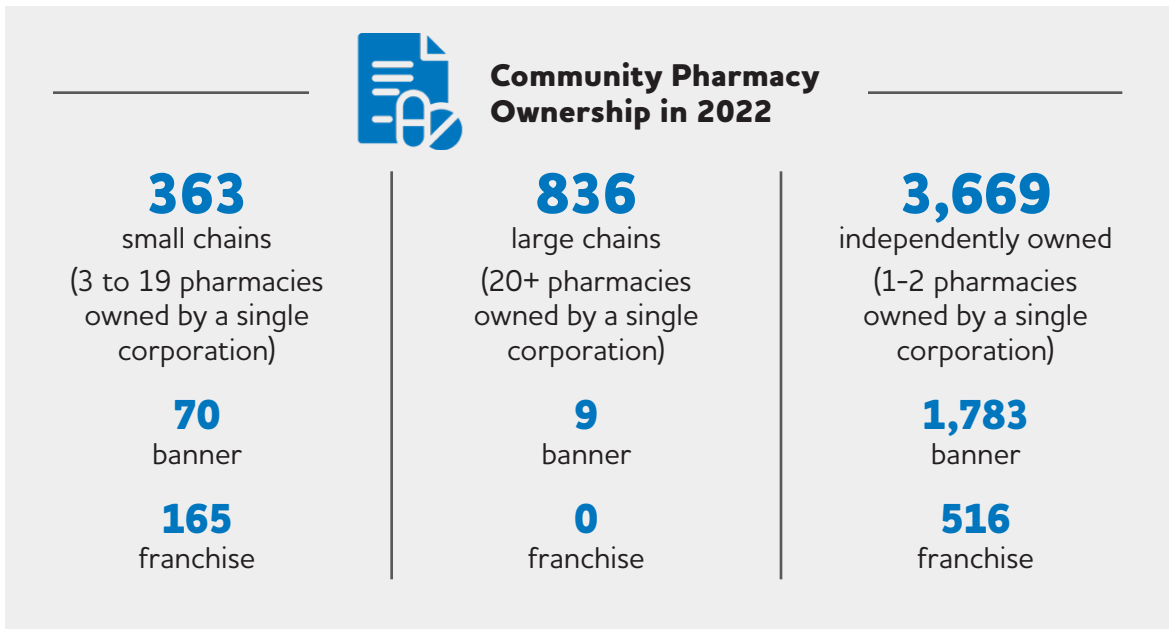 Community Pharmacy
Ownership in 2022
363
small chains
(3 to 19 pharmacies
owned by a single
corporation)
70
banner
165
franchise
836
large chains
(20+ pharmacies
owned by a single
corporation)
9
banner
0
franchise
3,669
independently owned
(1-2 pharmacies
owned by a single
corporation)
1,783
banner
516
franchise